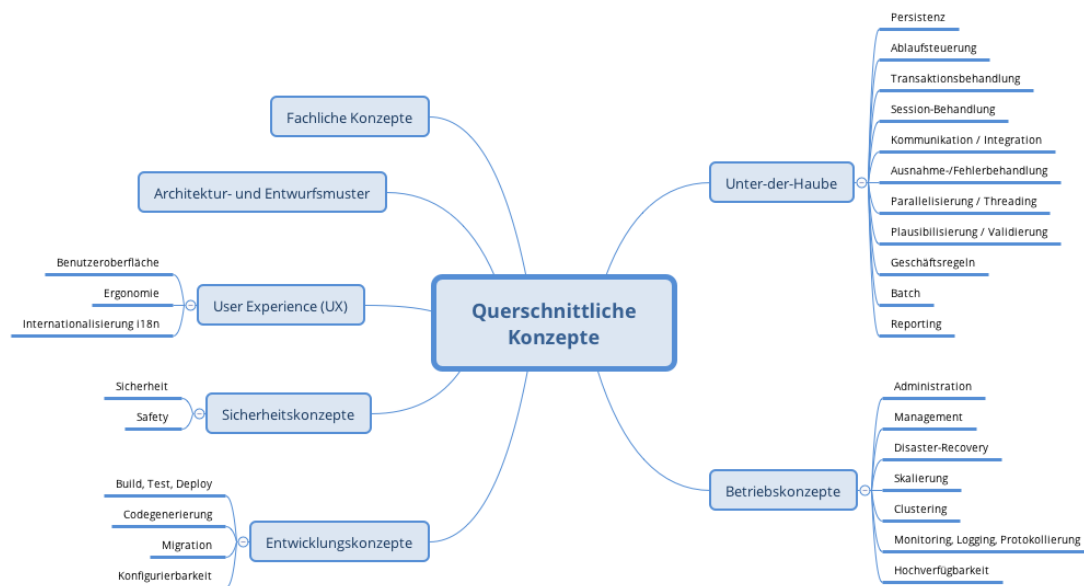 Querschnittliche
Konzepte
Fachliche Konzepte
Architektur- und Entwurfsmuster
User Experience (UX)
Benutzeroberfläche
Ergonomie
Internationalisierung i18n
Sicherheitskonzepte
Sicherheit
Safety
Entwicklungskonzepte
Build, Test, Deploy
Codegenerierung
Migration
Konfigurierbarkeit
Unter-der-Haube
Persistenz
Ablaufsteuerung
Transaktionsbehandlung
Session-Behandlung
Kommunikation / Integration
Ausnahme-/Fehlerbehandlung
Parallelisierung / Threading
Plausibilisierung / Validierung
Geschäftsregeln
Batch
Reporting
Betriebskonzepte
Administration
Management
Disaster-Recovery
Skalierung
Clustering
Monitoring, Logging, Protokollierung
Hochverfügbarkeit